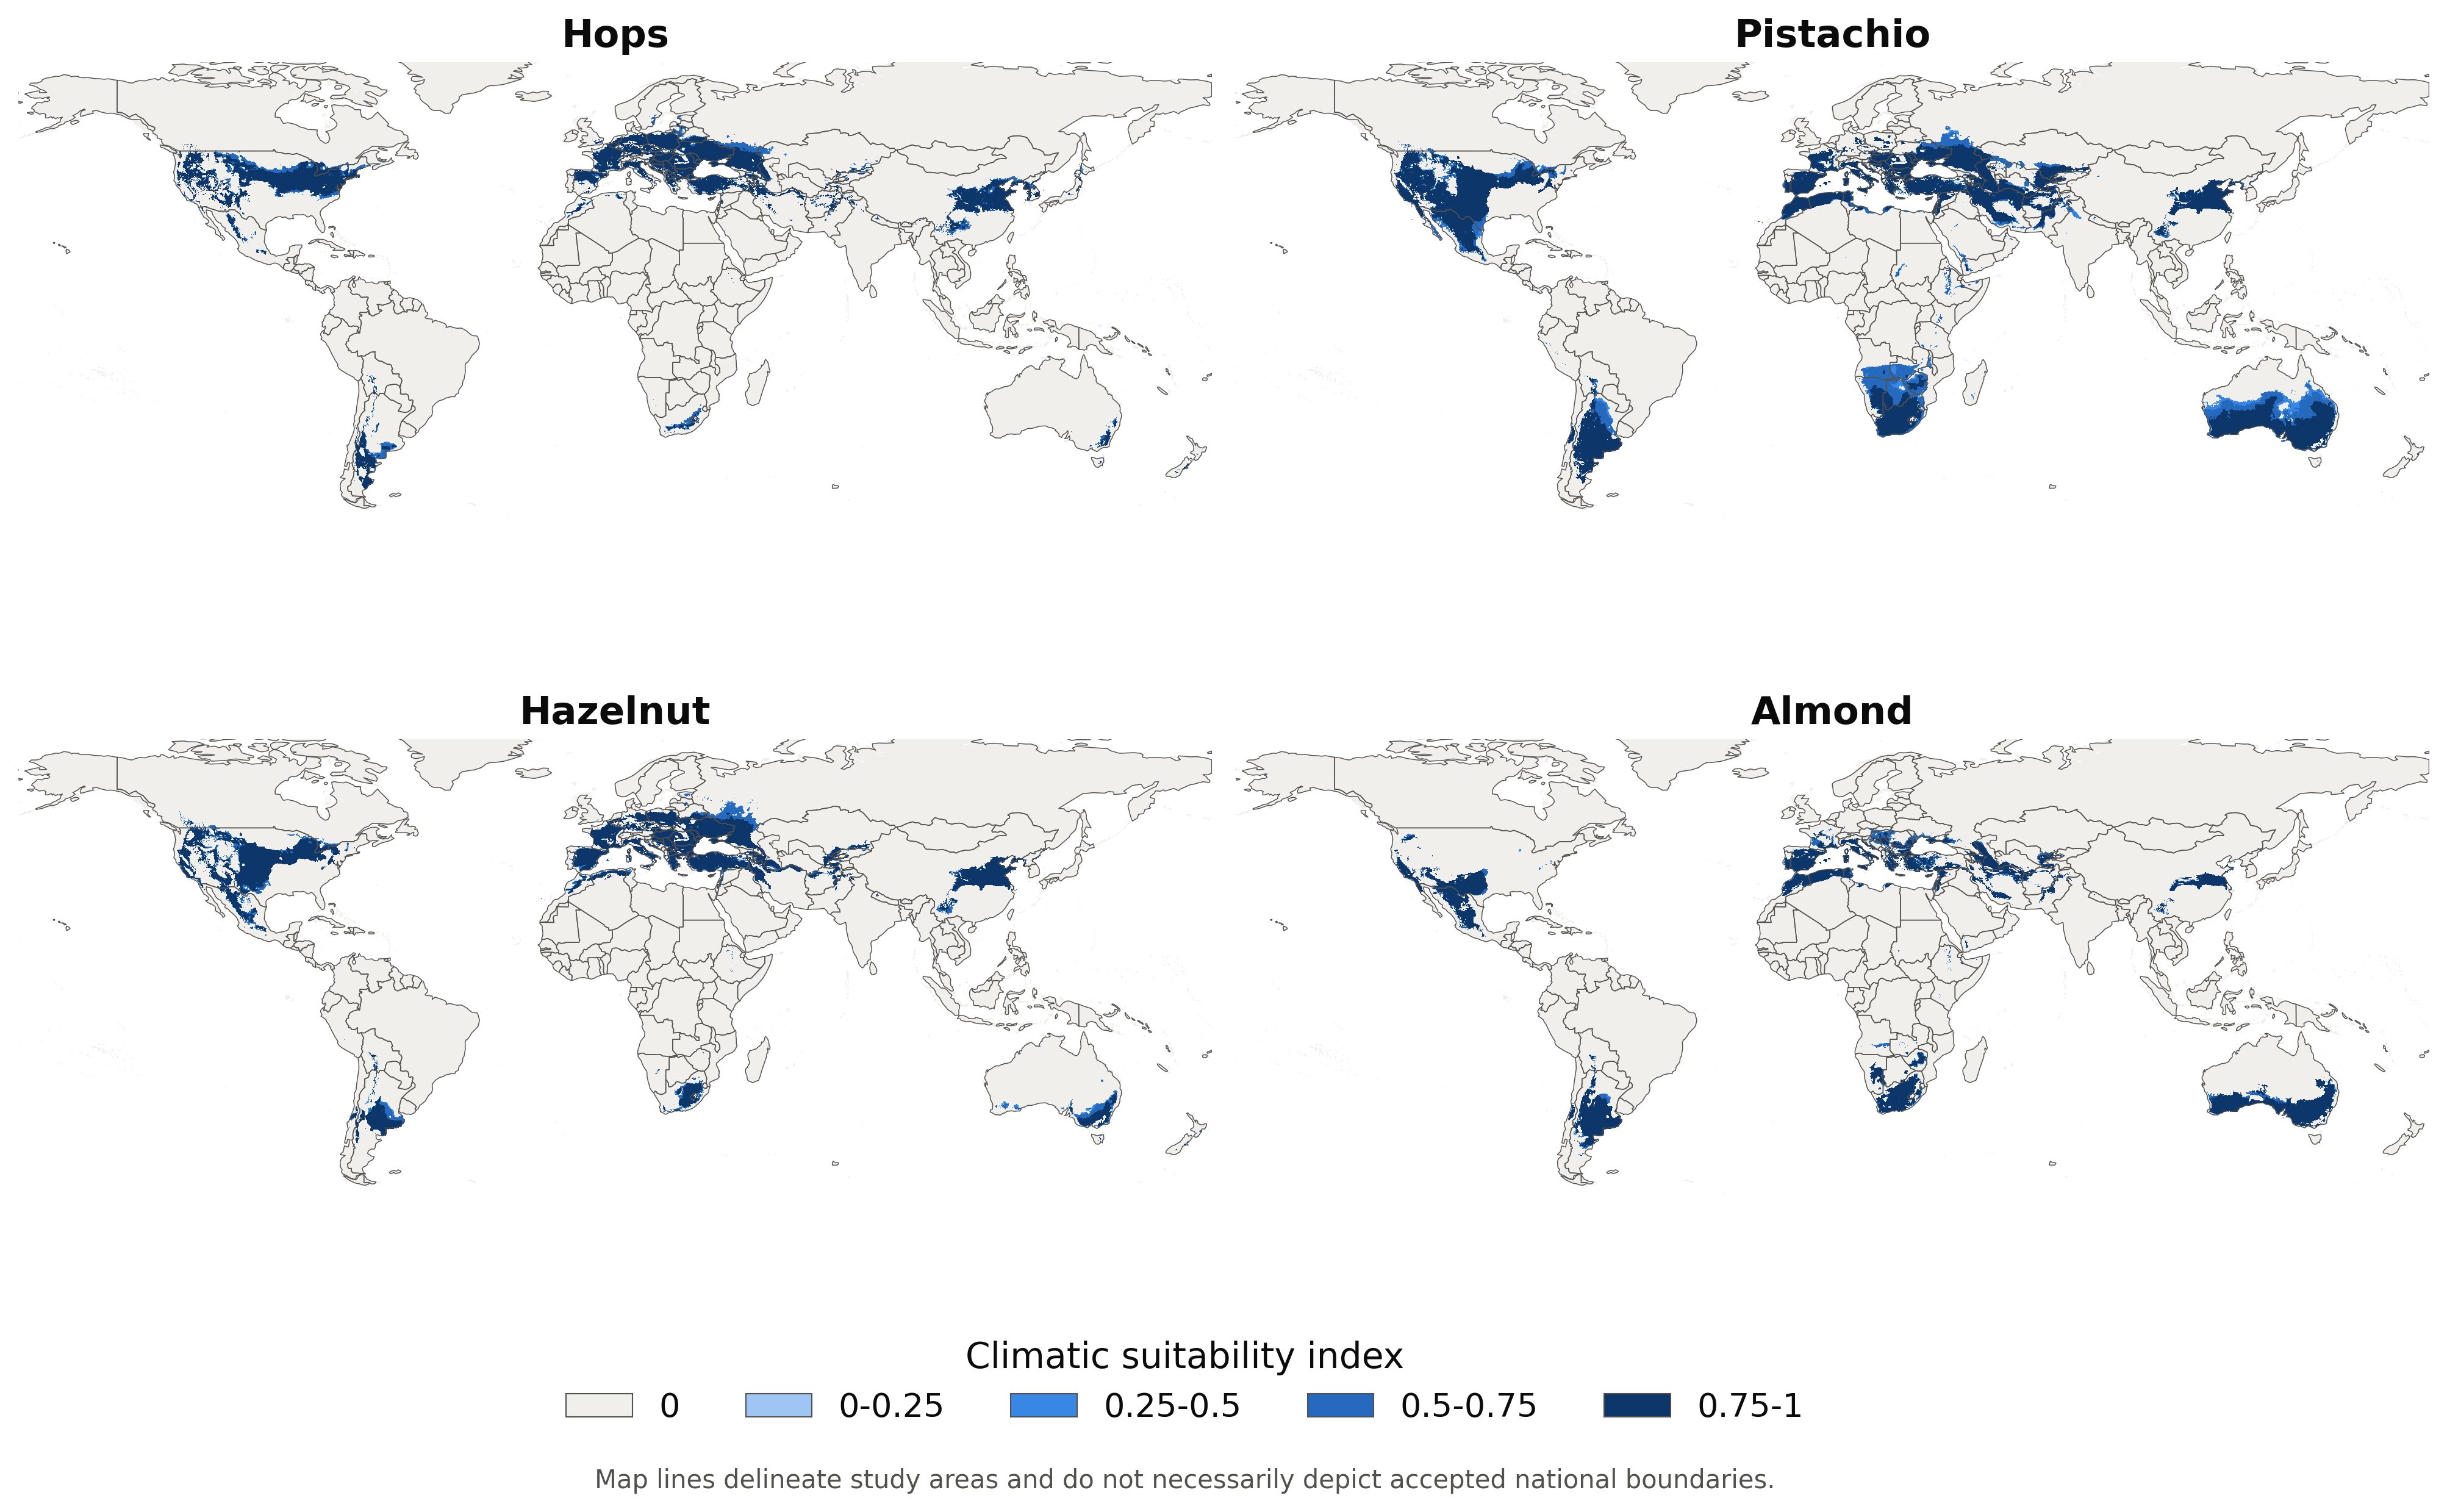 Hops
Pistachio
Hazelnut
Almond
Climatic suitability index
0
0-0.25
0.25-0.5
0.5-0.75
0.75-1
Map lines delineate study areas and do not necessarily depict accepted national boundaries.